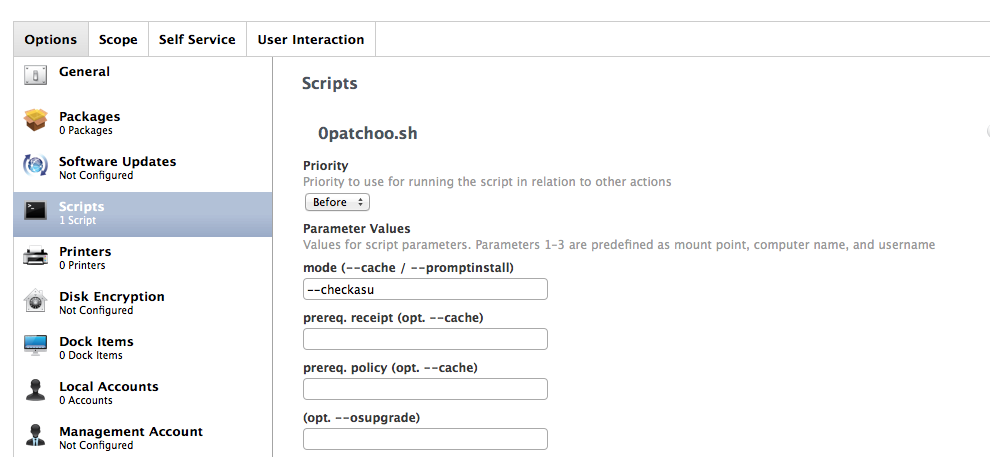 Options Scope Self Service User Interaction
General
Packages
0 Packages
Software Updates
Not Configured
Scripts
1 Script
Printers
0 Printers
Disk Encryption
Not Configured
Dock Items
0 Dock Items
Local Accounts
0 Accounts
Management Account
Not Configured
Scripts
0patchoo.sh
Priority
Priority to use for running the script in relation to other actions
Before
Parameter Values
Values for script parameters. Parameters 1-3 are predefined as mount point, computer name, and username
mode (--cache / --promptinstall)
--checkasu
prereq. receipt (opt. --cache)
prereq. policy (opt. --cache)
(opt. --osupgrade)